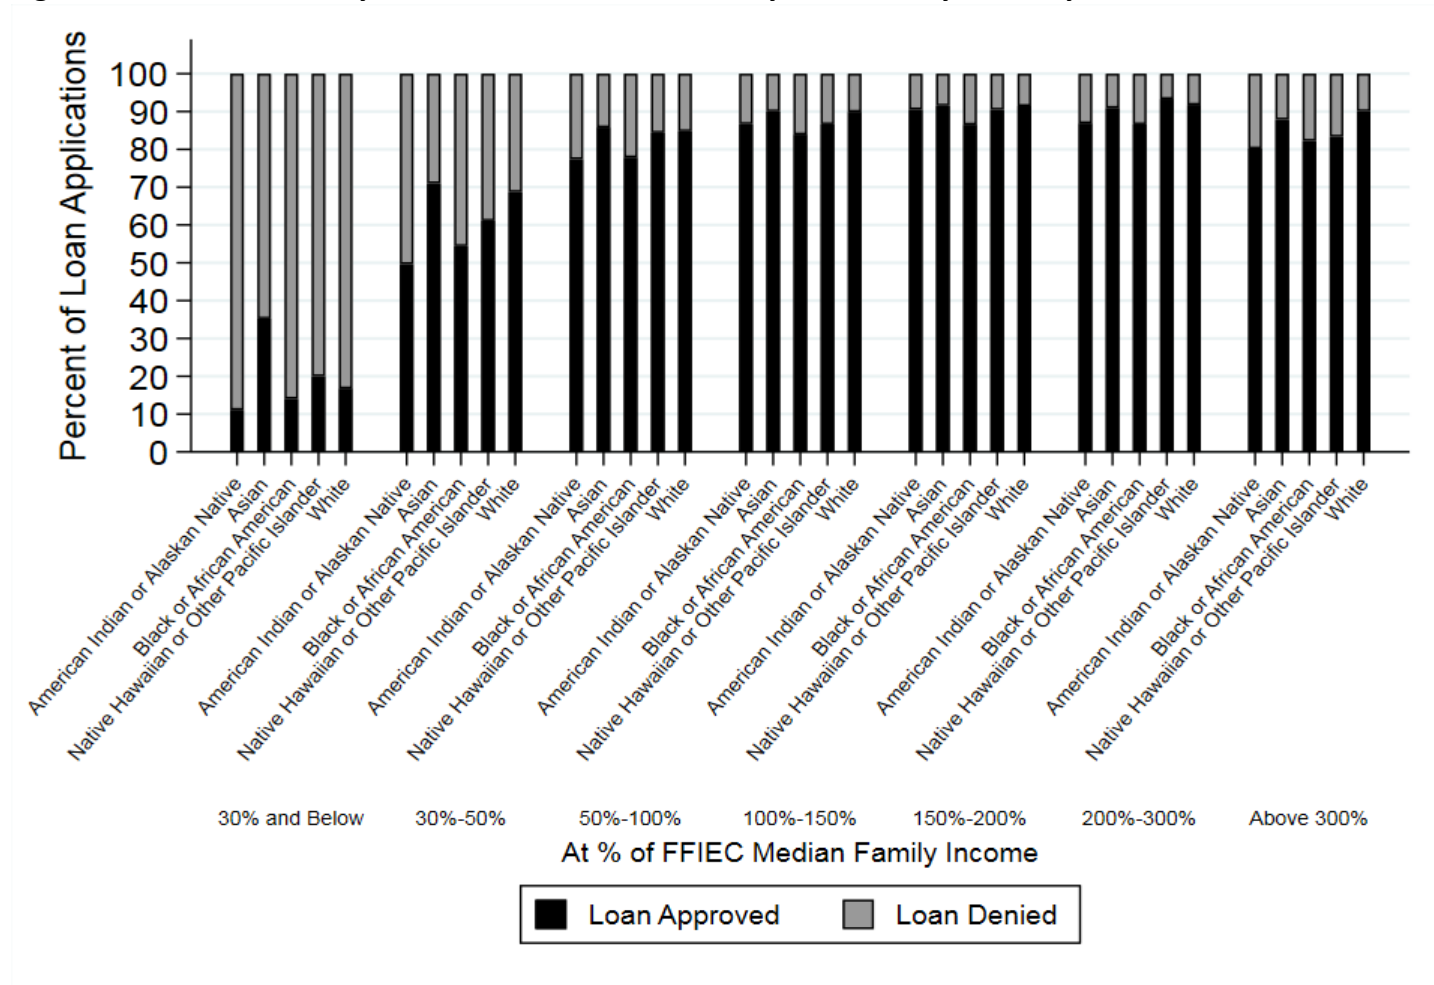 Percent of Loan Applications
100
90
80
70
60
50
40
30
20
10
0
American Indian or Alaskan Native
Asian
Black or African American
Native Hawaiian or Other Pacific Islander
White
American Indian or Alaskan Native
Asian
Black or African American
Native Hawaiian or Other Pacific Islander
White
American Indian or Alaskan Native
Asian
Black or African American
Native Hawaiian or Other Pacific Islander
White
American Indian or Alaskan Native
Asian
Black or African American
Native Hawaiian or Other Pacific Islander
White
American Indian or Alaskan Native
Asian
Black or African American
Native Hawaiian or Other Pacific Islander
White
American Indian or Alaskan Native
Asian
Black or African American
Native Hawaiian or Other Pacific Islander
White
American Indian or Alaskan Native
Asian
Black or African American
Native Hawaiian or Other Pacific Islander
White
30% and Below 30%-50% 50%-100% 100%-150% 150%-200% 200%-300% Above 300%
At % of FFIEC Median Family Income
Loan Approved Loan Denied